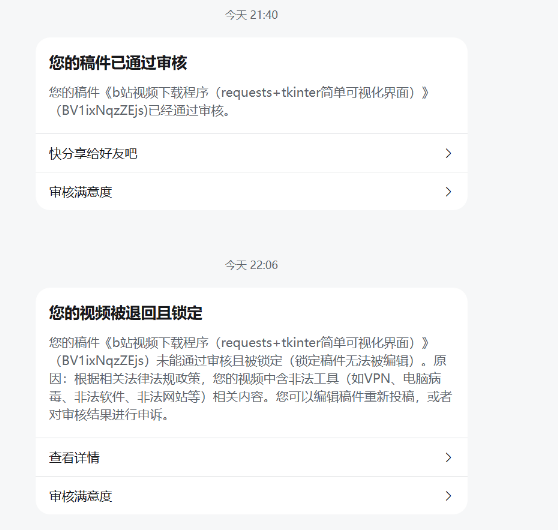 今天 21:40
您的稿件已通过审核
您的稿件《b站视频下载程序（requests+tkinter简单可视化界面）》
（BV1ixNqzZEjs)已经通过审核。
快分享给好友吧
审核满意度
今天 22:06
您的视频被退回且锁定
您的稿件《b站视频下载程序（requests+tkinter简单可视化界面）》
（BV1ixNqzZEjs）未能通过审核且被锁定（锁定稿件无法被编辑）。原
因：根据相关法律法规政策，您的视频中含非法工具（如VPN、电脑病
毒、非法软件、非法网站等）相关内容。您可以编辑稿件重新投稿，或者
对审核结果进行申诉。
查看详情
审核满意度